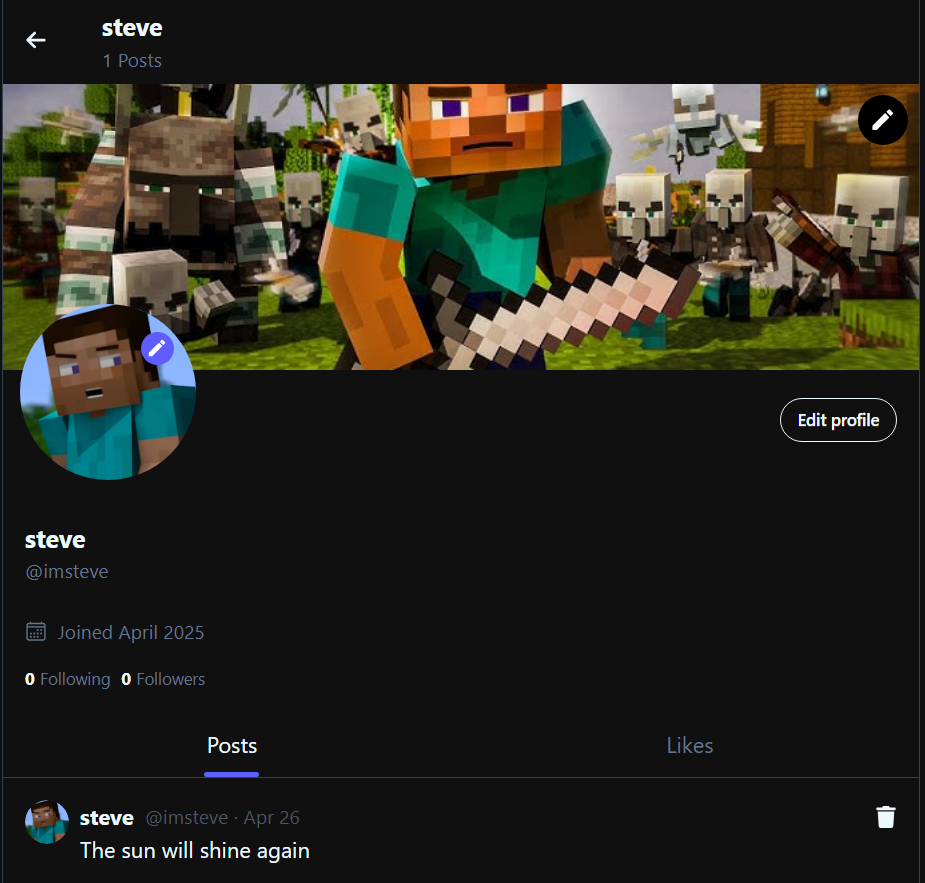 steve
1 Posts
Edit profile
steve
@imsteve
Joined April 2025
0 Following 0 Followers
Posts Likes
steve @imsteve · Apr 26
The sun will shine again